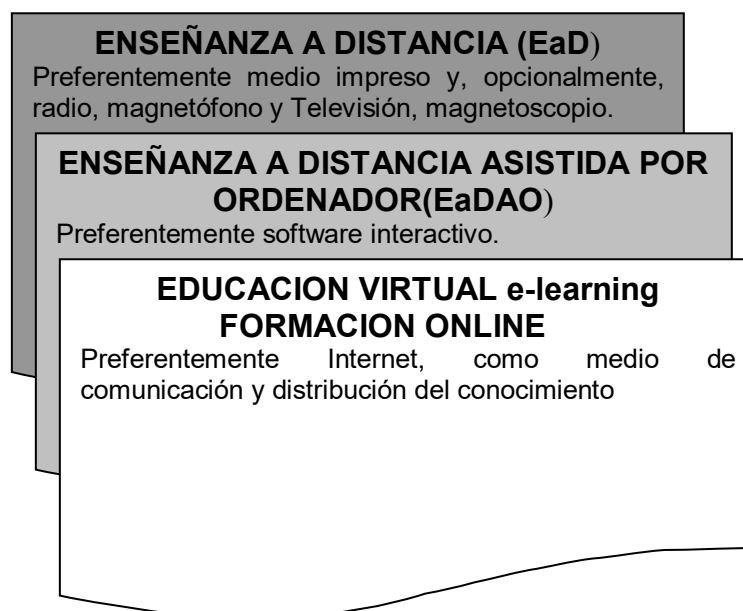 ENSEÑANZA A DISTANCIA (EaD)
Preferentemente medio impreso y, opcionalmente,
radio, magnetófono y Televisión, magnetoscopio.
ENSEÑANZA A DISTANCIA ASISTIDA POR
ORDENADOR(EaDAO)
Preferentemente software interactivo.
EDUCACION VIRTUAL e-learning
FORMACION ONLINE
Preferentemente Internet, como medio de
comunicación y distribución del conocimiento